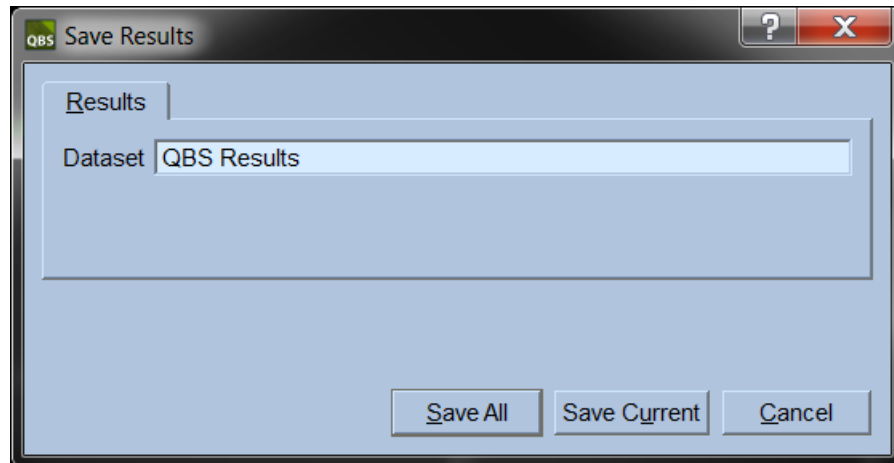 QBS Save Results
?
X
Results
Dataset QBS Results
Save All Save Current Cancel